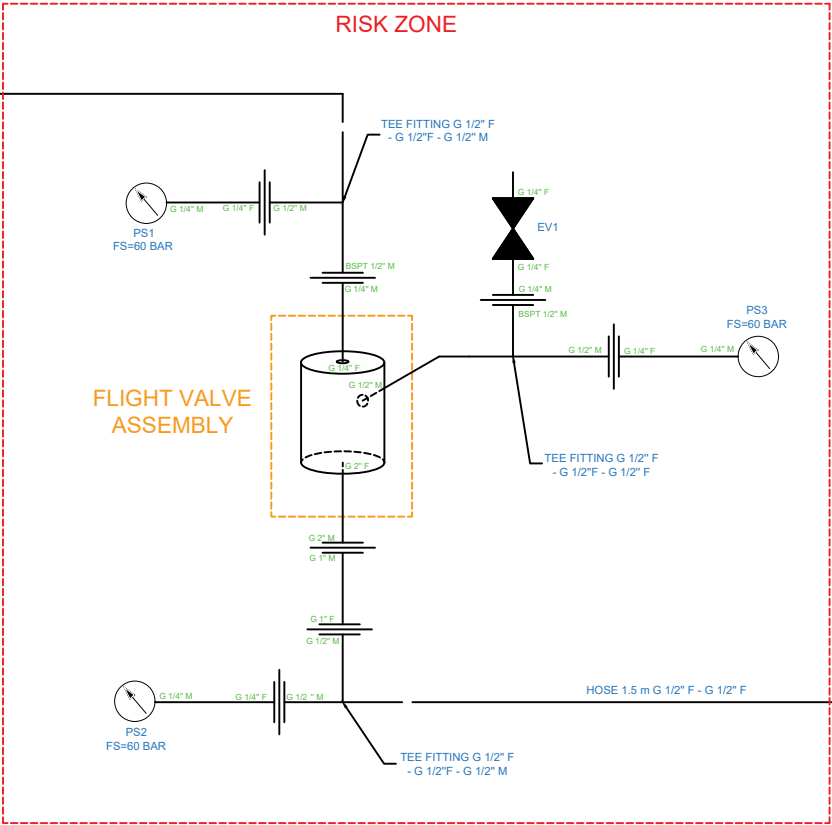 RISK ZONE
TEE FITTING G 1/2" F
- G 1/2"F - G 1/2" M
G 1/4" M
G 1/4" F
G 1/2" M
PS1
FS=60 BAR
G 1/4" F
EV1
G 1/4" F
BSPT 1/2" M
G 1/4" M
G 1/4" M
BSPT 1/2" M
PS3
FS=60 BAR
G 1/2" M
G 1/4" F
G 1/4" M
G 1/4" F
G 1/2" M
FLIGHT VALVE
ASSEMBLY
G 2" F
TEE FITTING G 1/2" F
- G 1/2"F - G 1/2" F
G 2" M
G 1" M
G 1" F
G 1/2" M
G 1/4" M
G 1/4" F
G 1/2 " M
HOSE 1.5 m G 1/2" F - G 1/2" F
PS2
FS=60 BAR
TEE FITTING G 1/2" F
- G 1/2"F - G 1/2" M